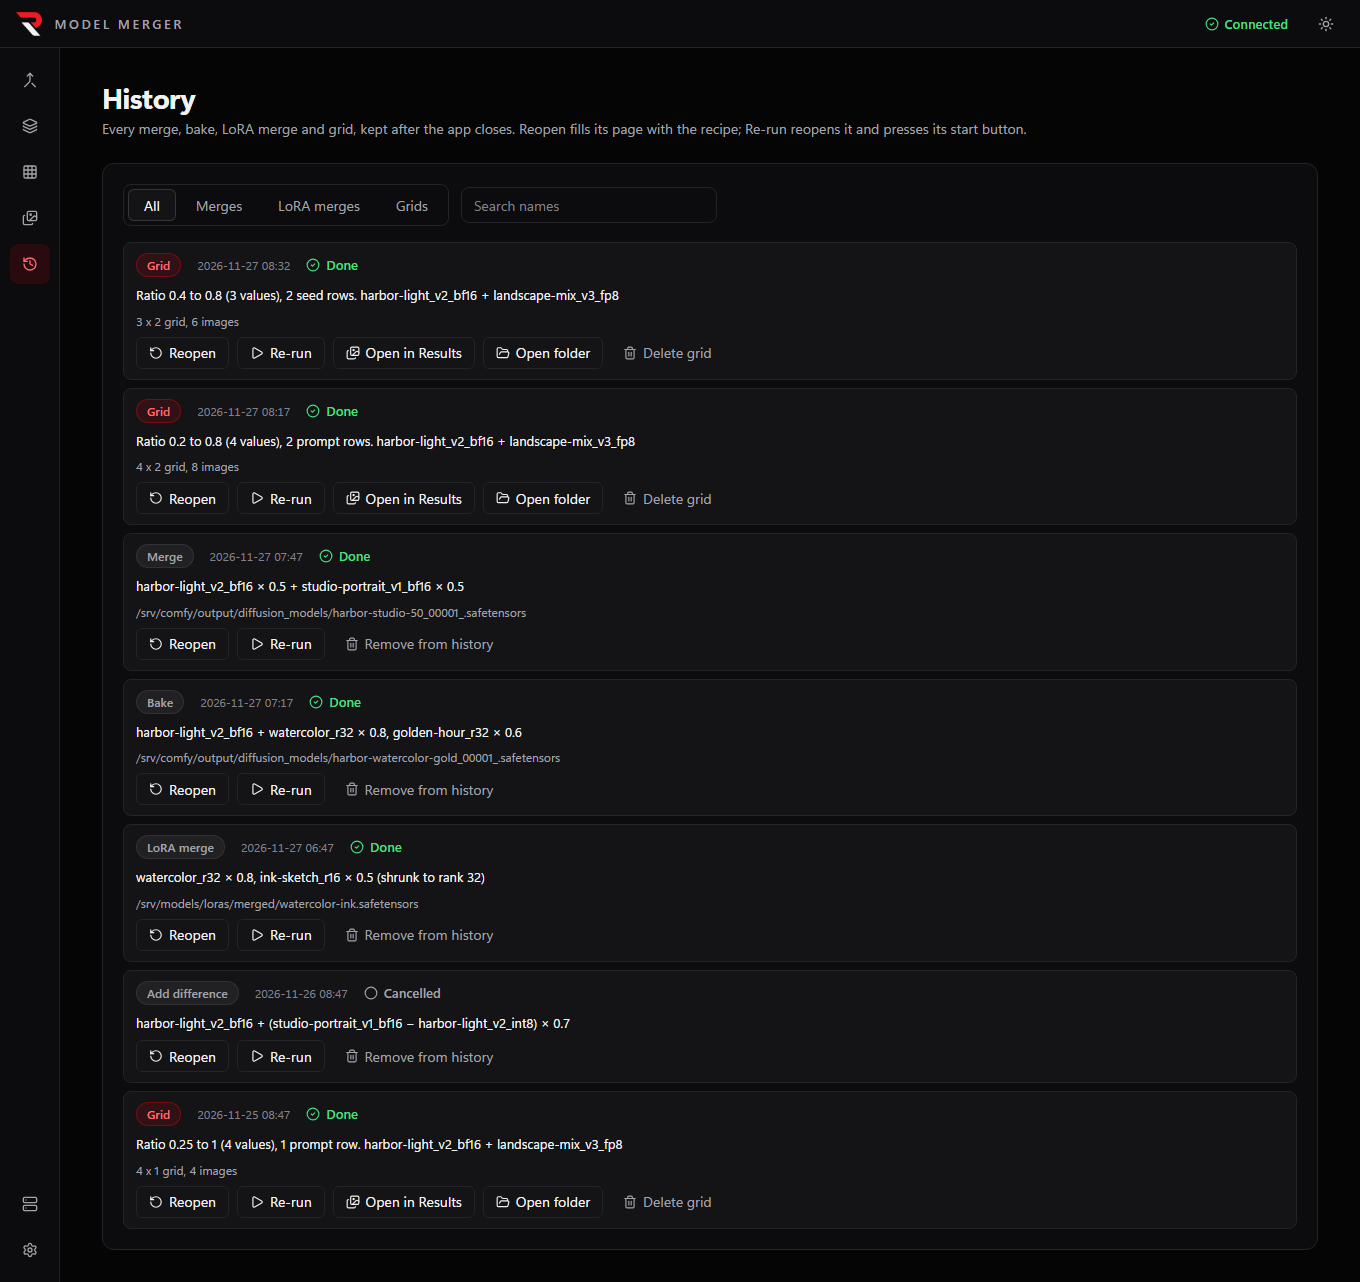 MODEL MERGER
Connected
History
Every merge, bake, LoRA merge and grid, kept after the app closes. Reopen fills its page with the recipe; Re-run reopens it and presses its start button.
All Merges LoRA merges Grids Search names
Grid 2026-11-27 08:32 Done
Ratio 0.4 to 0.8 (3 values), 2 seed rows. harbor-light_v2_bf16 + landscape-mix_v3_fp8
3 x 2 grid, 6 images
Reopen Re-run Open in Results Open folder Delete grid
Grid 2026-11-27 08:17 Done
Ratio 0.2 to 0.8 (4 values), 2 prompt rows. harbor-light_v2_bf16 + landscape-mix_v3_fp8
4 x 2 grid, 8 images
Reopen Re-run Open in Results Open folder Delete grid
Merge 2026-11-27 07:47 Done
harbor-light_v2_bf16 × 0.5 + studio-portrait_v1_bf16 × 0.5
/srv/comfy/output/diffusion_models/harbor-studio-50_00001_.safetensors
Reopen Re-run Remove from history
Bake 2026-11-27 07:17 Done
harbor-light_v2_bf16 + watercolor_r32 × 0.8, golden-hour_r32 × 0.6
/srv/comfy/output/diffusion_models/harbor-watercolor-gold_00001_.safetensors
Reopen Re-run Remove from history
LoRA merge 2026-11-27 06:47 Done
watercolor_r32 × 0.8, ink-sketch_r16 × 0.5 (shrunk to rank 32)
/srv/models/loras/merged/watercolor-ink.safetensors
Reopen Re-run Remove from history
Add difference 2026-11-26 08:47 Cancelled
harbor-light_v2_bf16 + (studio-portrait_v1_bf16 − harbor-light_v2_int8) × 0.7
Reopen Re-run Remove from history
Grid 2026-11-25 08:47 Done
Ratio 0.25 to 1 (4 values), 1 prompt row. harbor-light_v2_bf16 + landscape-mix_v3_fp8
4 x 1 grid, 4 images
Reopen Re-run Open in Results Open folder Delete grid